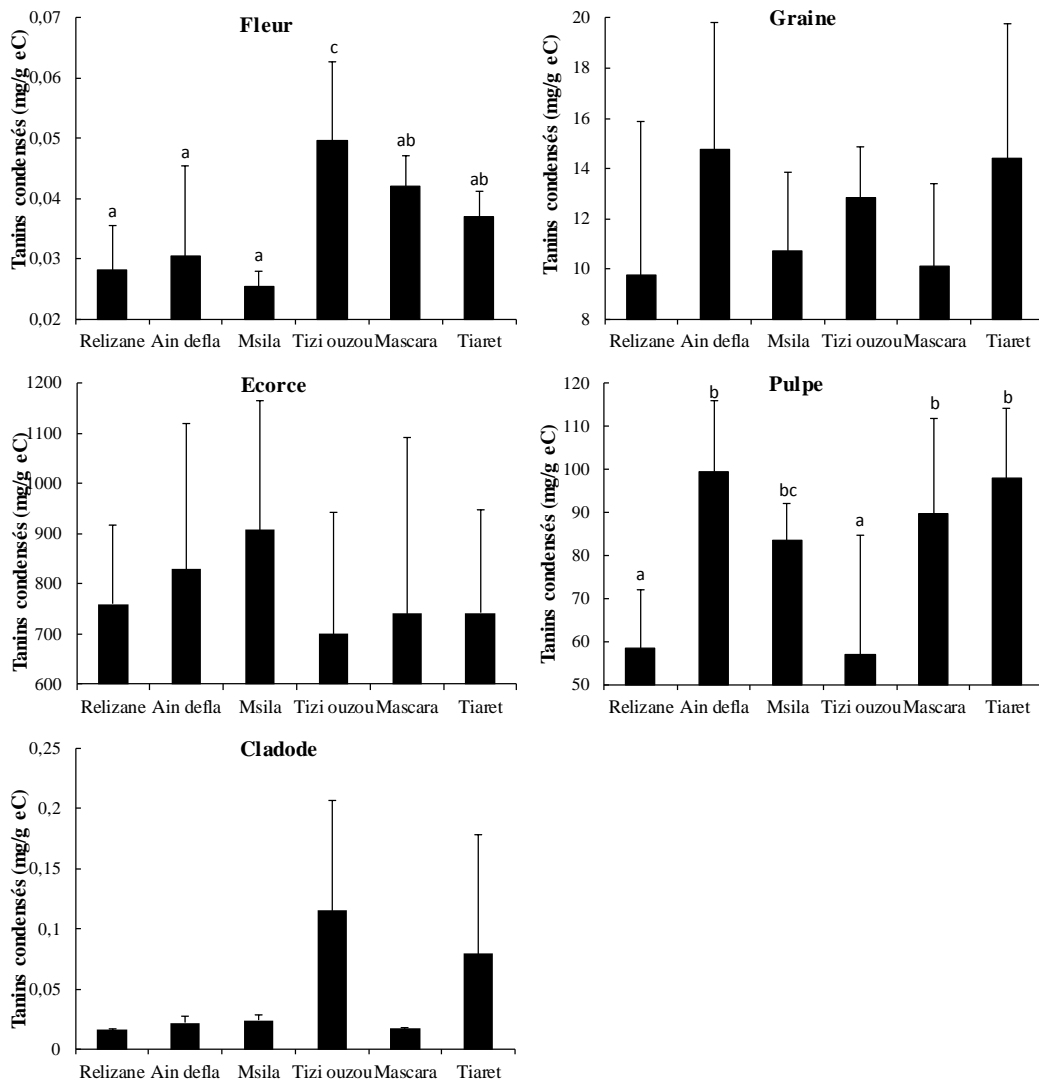 Fleur
Tanins condensés (mg/g eC)
0,07
0,06
0,05
0,04
0,03
0,02
a
a
a
c
ab
ab
Relizane Ain defla Msila Tizi ouzou Mascara Tiaret
Graine
Tanins condensés (mg/g eC)
20
18
16
14
12
10
8
Relizane Ain defla Msila Tizi ouzou Mascara Tiaret
Ecorce
Tanins condensés (mg/g eC)
1200
1100
1000
900
800
700
600
Relizane Ain defla Msila Tizi ouzou Mascara Tiaret
Pulpe
Tanins condensés (mg/g eC)
120
110
100
90
80
70
60
50
a
b
bc
a
b
b
Relizane Ain defla Msila Tizi ouzou Mascara Tiaret
Cladode
Tanins condensés (mg/g eC)
0,25
0,2
0,15
0,1
0,05
0
Relizane Ain defla Msila Tizi ouzou Mascara Tiaret